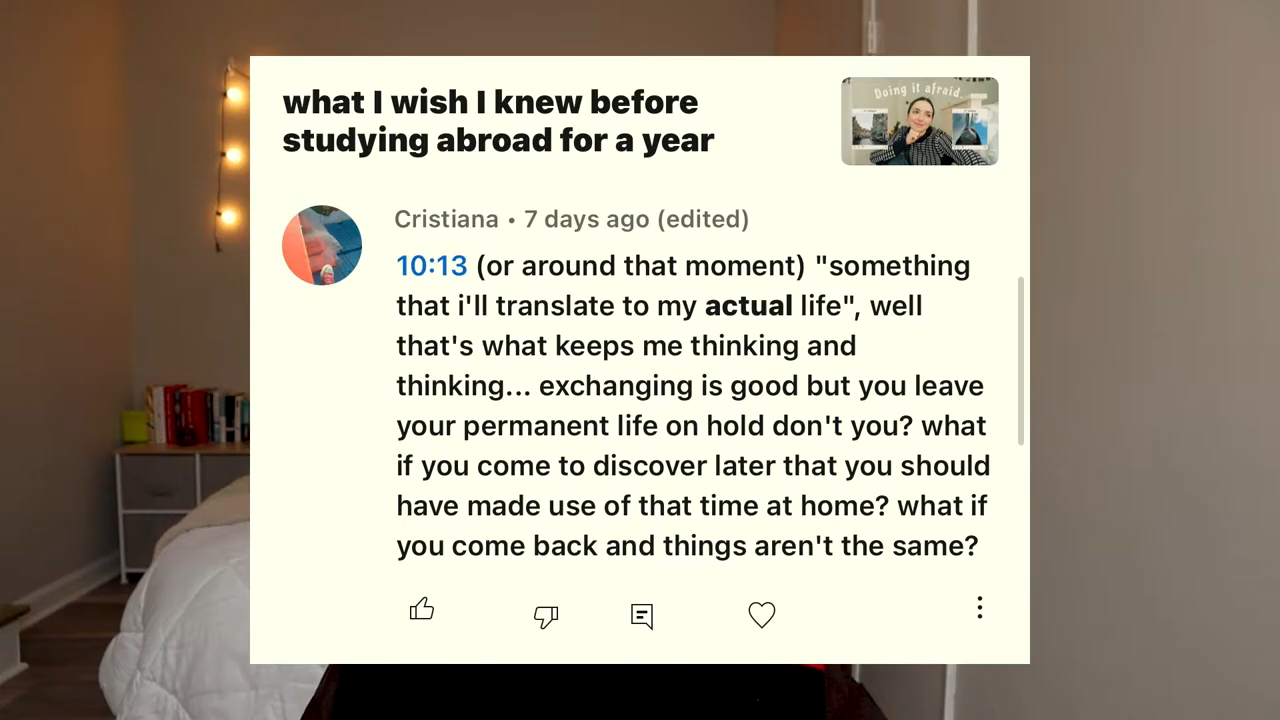 what I wish I knew before
studying abroad for a year
Doing it afraid.
Cristiana • 7 days ago (edited)
10:13 (or around that moment) "something
that i'll translate to my actual life", well
that's what keeps me thinking and
thinking... exchanging is good but you leave
your permanent life on hold don't you? what
if you come to discover later that you should
have made use of that time at home? what if
you come back and things aren't the same?